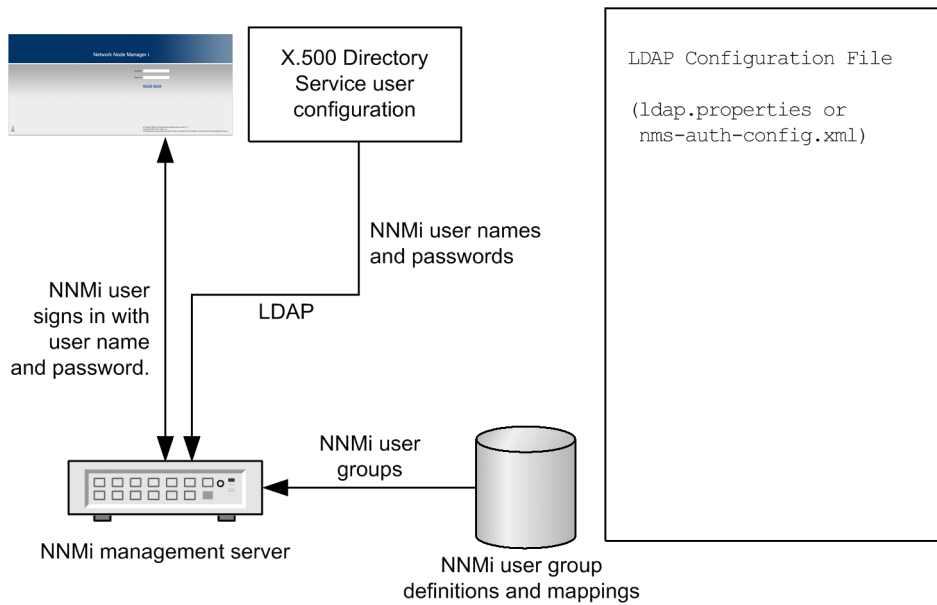 Network Node Manager i
X.500 Directory
Service user
configuration
LDAP Configuration File
(ldap.properties or
nms-auth-config.xml)
NNMi user names
and passwords
NNMi user
signs in with
user name
and password.
LDAP
NNMi user
groups
NNMi management server
NNMi user group
definitions and mappings